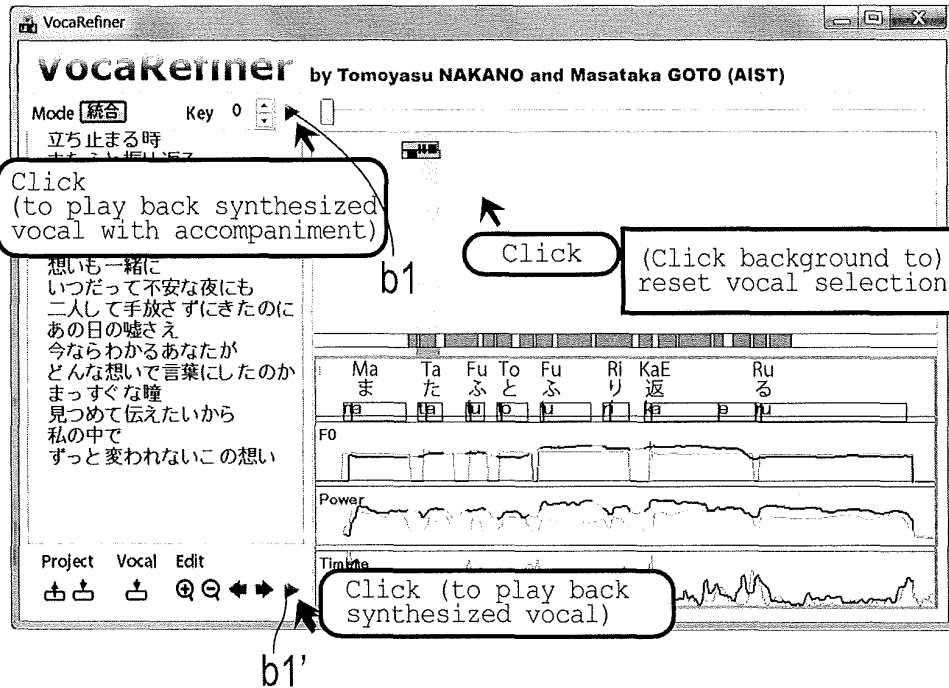 VocaRefiner
VocaRefiner by Tomoyasu NAKANO and Masataka GOTO (AIST)
Mode 統合 Key 0
立ち止まる時
Click
(to play back synthesized
vocal with accompaniment)
b1
Click
(Click background to)
reset vocal selection
想いも一緒に
いつだって不安な夜にも
二人して手放さずにきたのに
あの日の嘘さえ
今ならわかるあなたが
どんな想いで言葉にしたのか
まっすぐな瞳
見つめて伝えたいから
私の中で
ずっと変われないこの想い
Ma Ta Fu To Fu Ri KaE Ru
ま た ふ と ふ り 返 る
ma ta fu to fu ri ka e ru
F0
Power
Project Vocal Edit
Click (to play back
synthesized vocal)
b1'